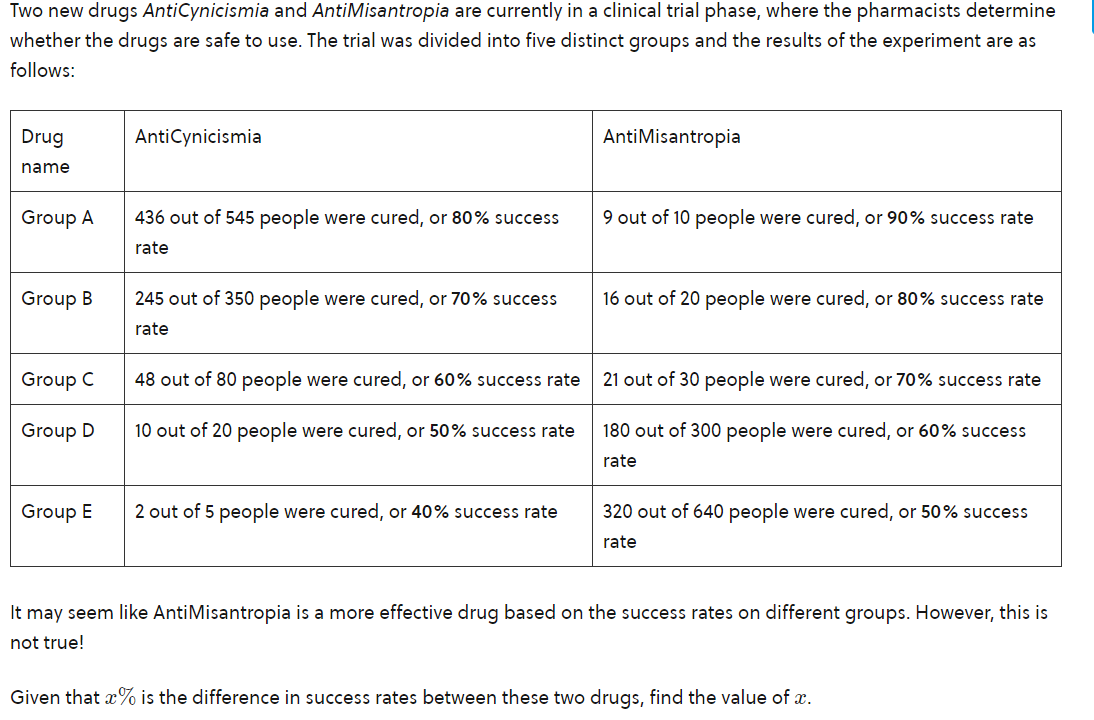 Two new drugs AntiCynicismia and AntiMisantropia are currently in a clinical trial phase, where the pharmacists determine
whether the drugs are safe to use. The trial was divided into five distinct groups and the results of the experiment are as
follows:
Drug name
AntiCynicismia
AntiMisantropia
Group A
436 out of 545 people were cured, or 80% success
rate
9 out of 10 people were cured, or 90% success rate
Group B
245 out of 350 people were cured, or 70% success
rate
16 out of 20 people were cured, or 80% success rate
Group C
48 out of 80 people were cured, or 60% success rate
21 out of 30 people were cured, or 70% success rate
Group D
10 out of 20 people were cured, or 50% success rate
180 out of 300 people were cured, or 60% success
rate
Group E
2 out of 5 people were cured, or 40% success rate
320 out of 640 people were cured, or 50% success
rate
It may seem like AntiMisantropia is a more effective drug based on the success rates on different groups. However, this is
not true!
Given that x% is the difference in success rates between these two drugs, find the value of x.